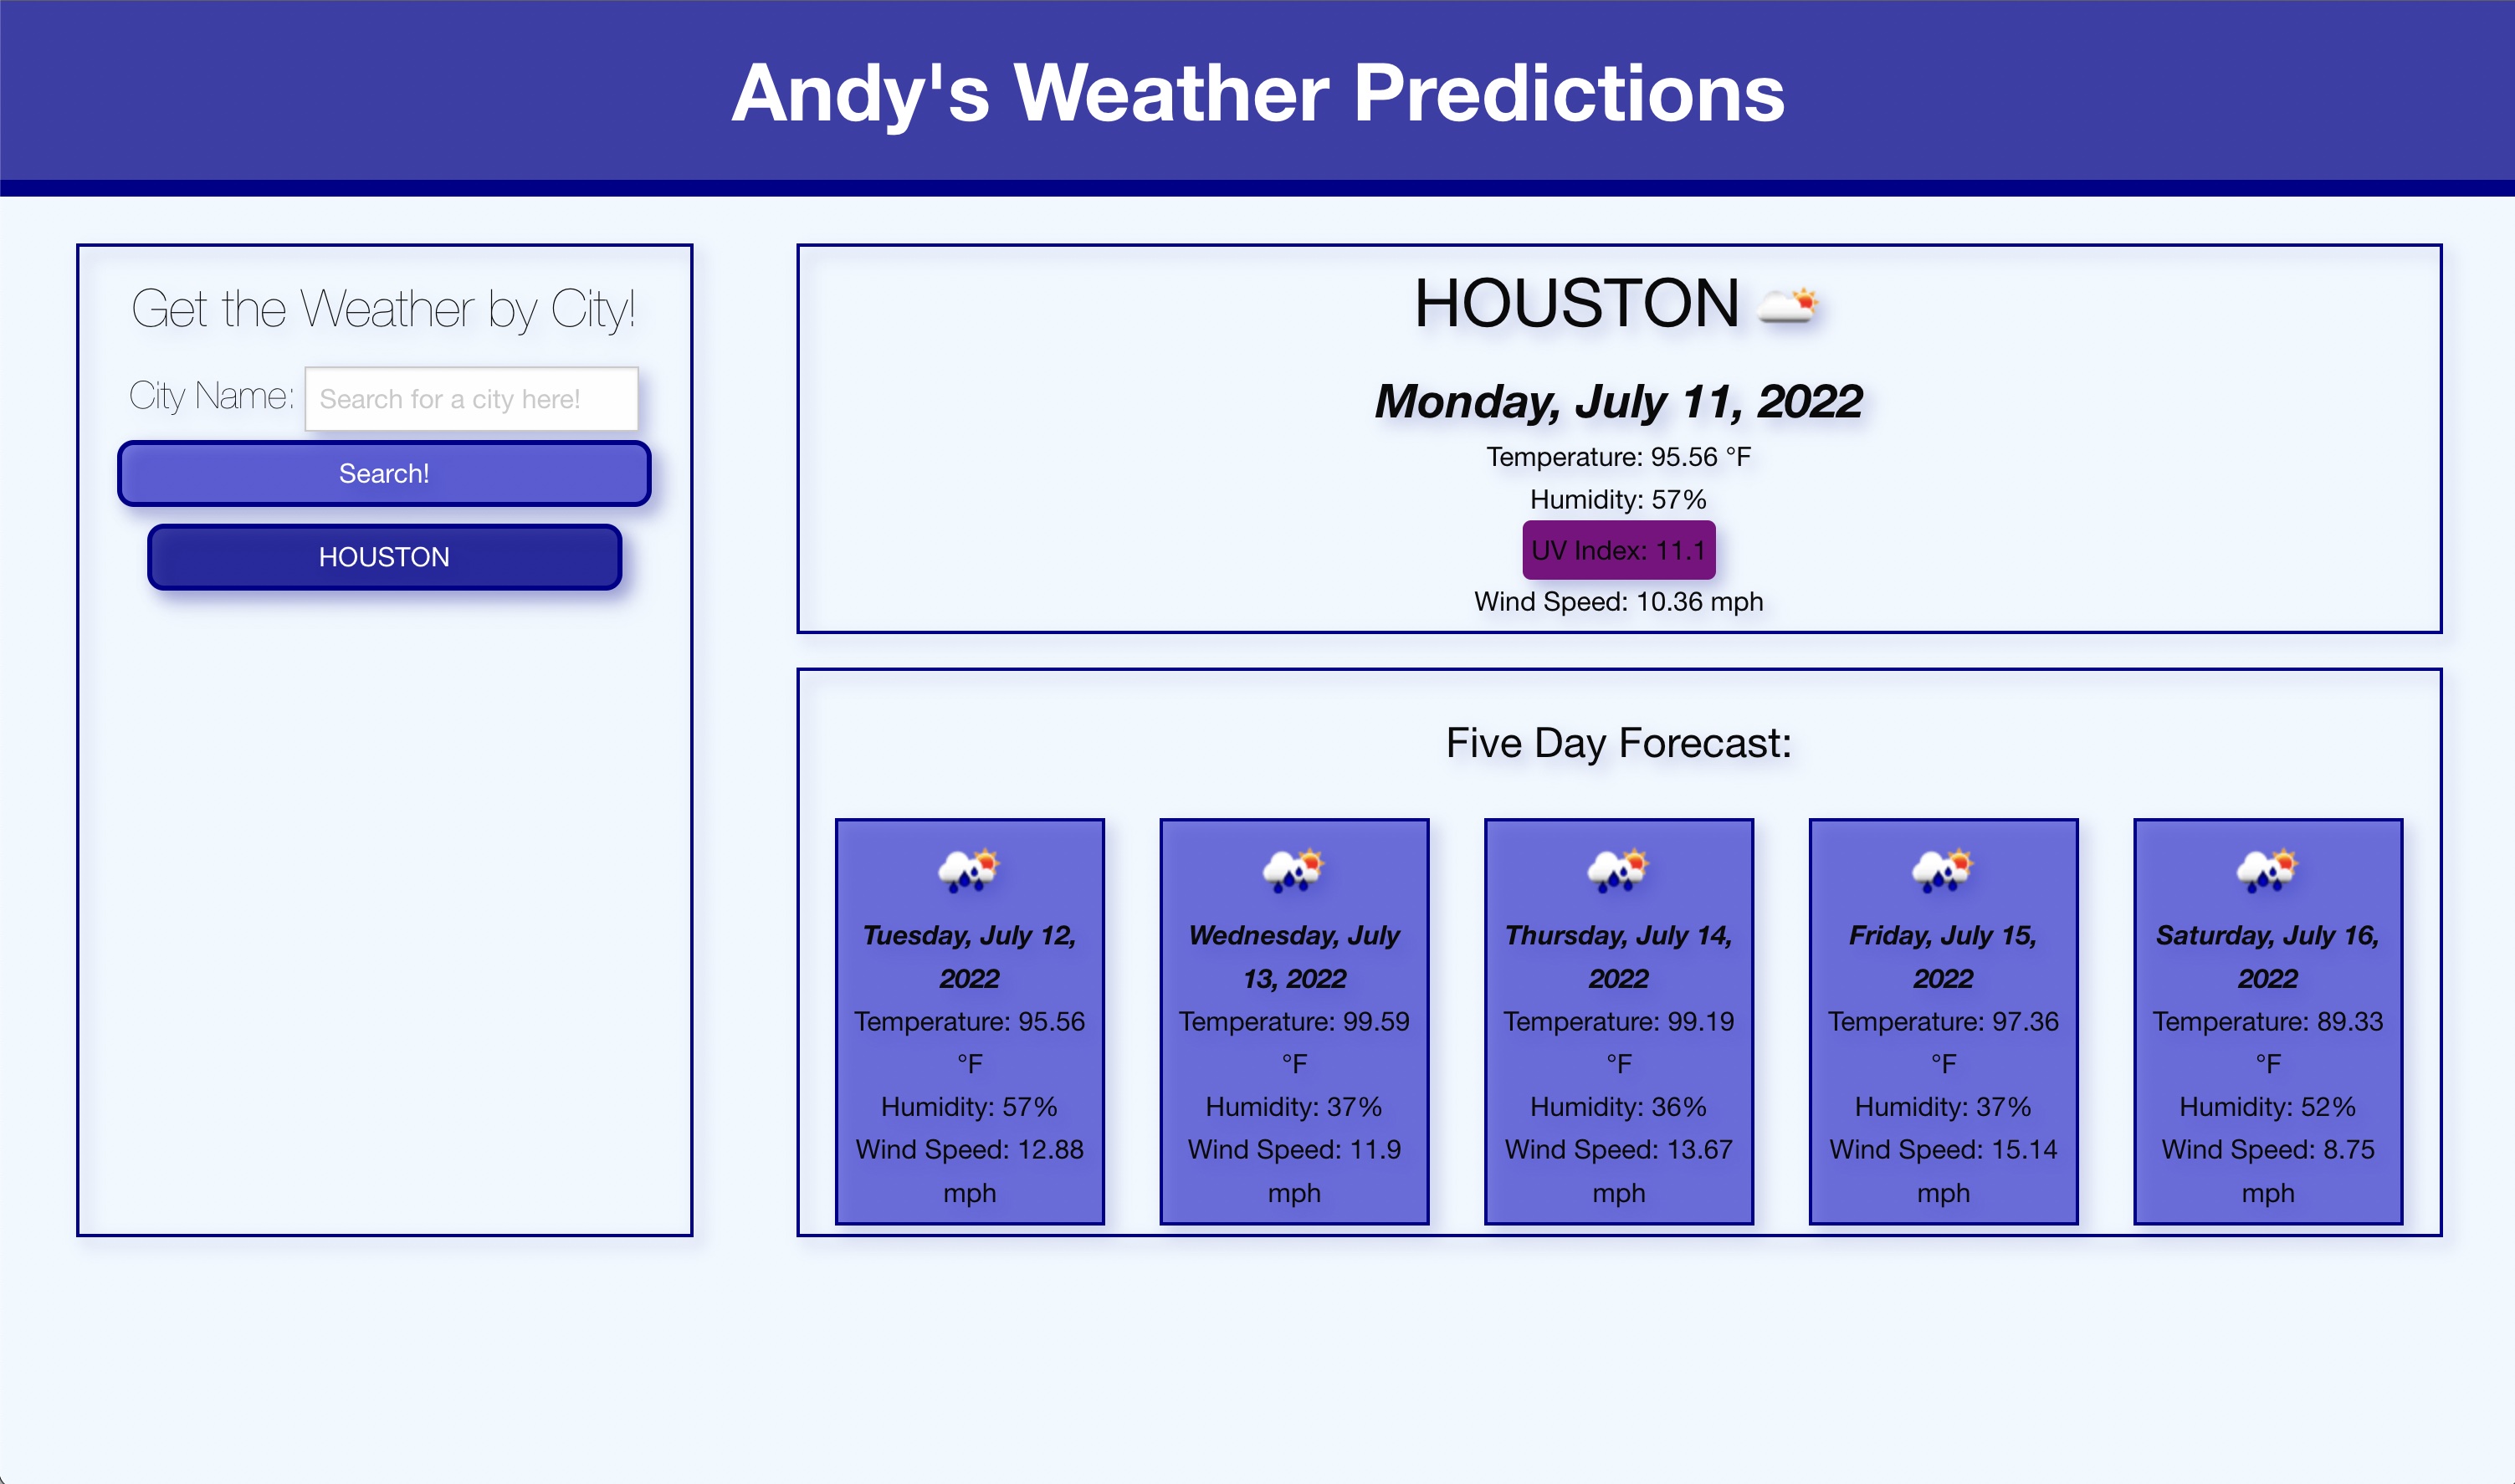 Andy's Weather Predictions
Get the Weather by City!
City Name: Search for a city here!
Search!
HOUSTON
HOUSTON
Monday, July 11, 2022
Temperature: 95.56 °F
Humidity: 57%
UV Index: 11.1
Wind Speed: 10.36 mph
Five Day Forecast:
Tuesday, July 12,
2022
Temperature: 95.56
°F
Humidity: 57%
Wind Speed: 12.88
mph
Wednesday, July
13, 2022
Temperature: 99.59
°F
Humidity: 37%
Wind Speed: 11.9
mph
Thursday, July 14,
2022
Temperature: 99.19
°F
Humidity: 36%
Wind Speed: 13.67
mph
Friday, July 15,
2022
Temperature: 97.36
°F
Humidity: 37%
Wind Speed: 15.14
mph
Saturday, July 16,
2022
Temperature: 89.33
°F
Humidity: 52%
Wind Speed: 8.75
mph